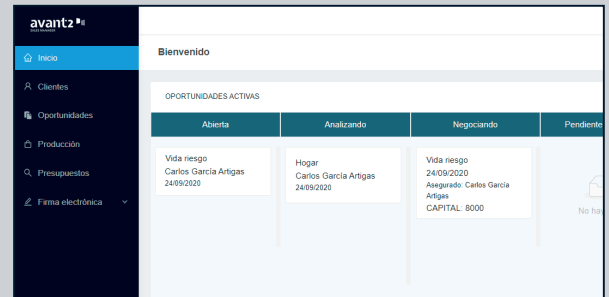 avant2
SALES MANAGER
Inicio
Clientes
Oportunidades
Producción
Presupuestos
Firma electrónica
Bienvenido
OPORTUNIDADES ACTIVAS
Abierta
Analizando
Negociando
Pendiente
Vida riesgo
Carlos García Artigas
24/09/2020
Hogar
Carlos García Artigas
24/09/2020
Vida riesgo
24/09/2020
Asegurado: Carlos García
Artigas
CAPITAL: 8000
No hay